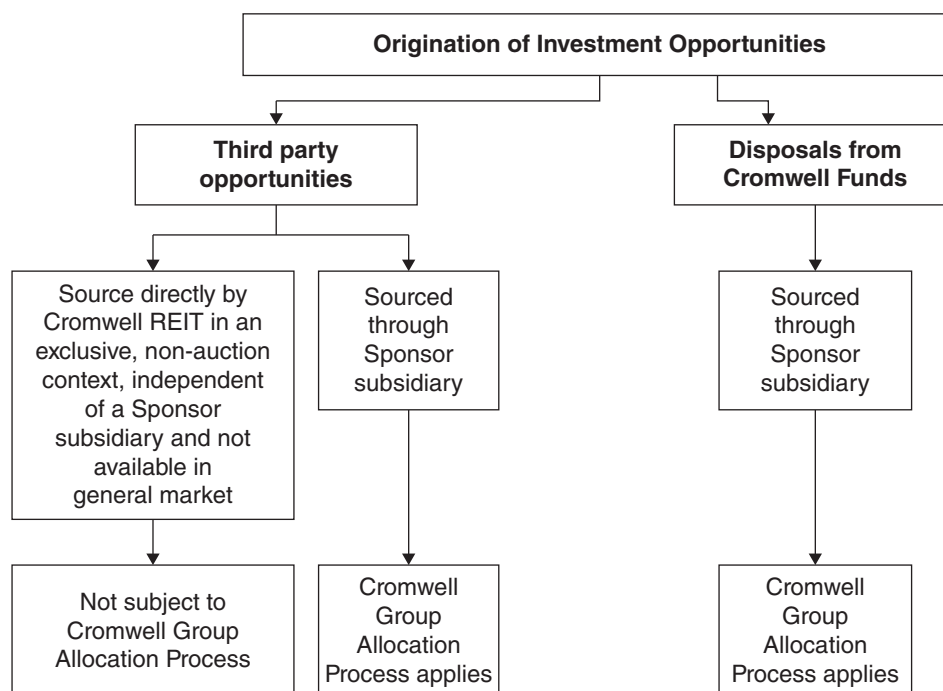 Origination of Investment Opportunities
Third party
opportunities
Disposals from
Cromwell Funds
Source directly by
Cromwell REIT in an
exclusive, non-auction
context, independent
of a Sponsor
subsidiary and not
available in
general market
Sourced
through
Sponsor
subsidiary
Sourced
through
Sponsor
subsidiary
Not subject to
Cromwell Group
Allocation Process
Cromwell
Group
Allocation
Process applies
Cromwell
Group
Allocation
Process applies